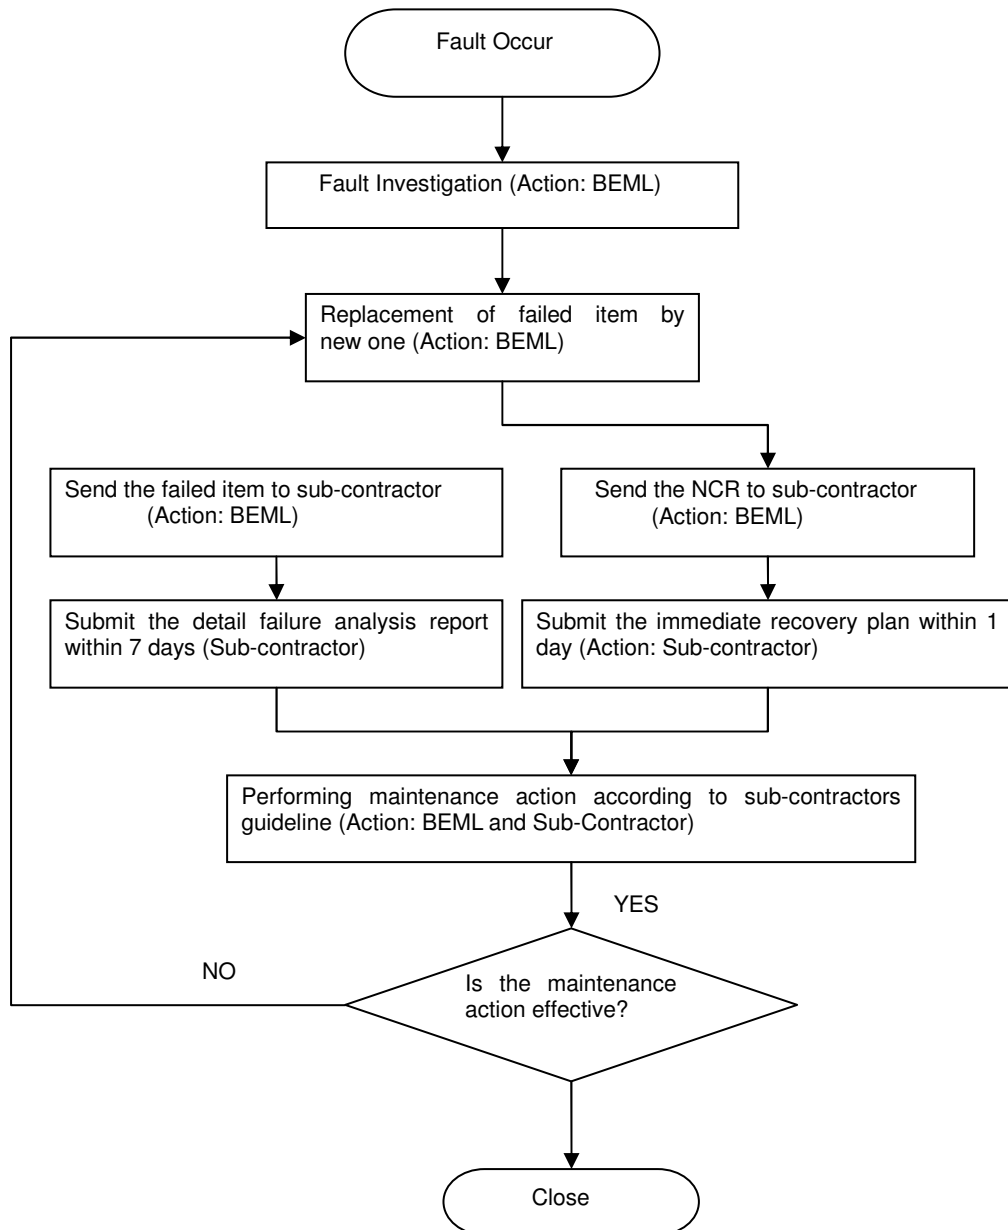 Fault Occur
Fault Investigation (Action: BEML)
Replacement of failed item by
new one (Action: BEML)
Send the failed item to sub-contractor
(Action: BEML)
Send the NCR to sub-contractor
(Action: BEML)
Submit the detail failure analysis report
within 7 days (Sub-contractor)
Submit the immediate recovery plan within 1
day (Action: Sub-contractor)
Performing maintenance action according to sub-contractors
guideline (Action: BEML and Sub-Contractor)
YES
NO
Is the maintenance
action effective?
Close